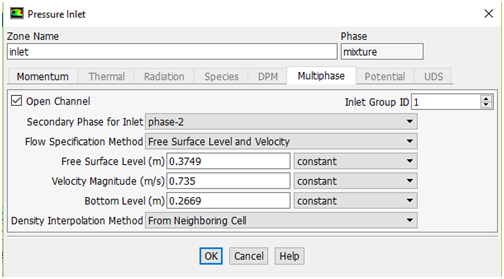 Pressure Inlet
Zone Name
Phase
inlet
mixture
Momentum Thermal Radiation Species DPM Multiphase Potential UDS
Open Channel Inlet Group ID 1
Secondary Phase for Inlet phase-2
Flow Specification Method Free Surface Level and Velocity
Free Surface Level (m) 0.3749 constant
Velocity Magnitude (m/s) 0.735 constant
Bottom Level (m) 0.2669 constant
Density Interpolation Method From Neighboring Cell
OK Cancel Help